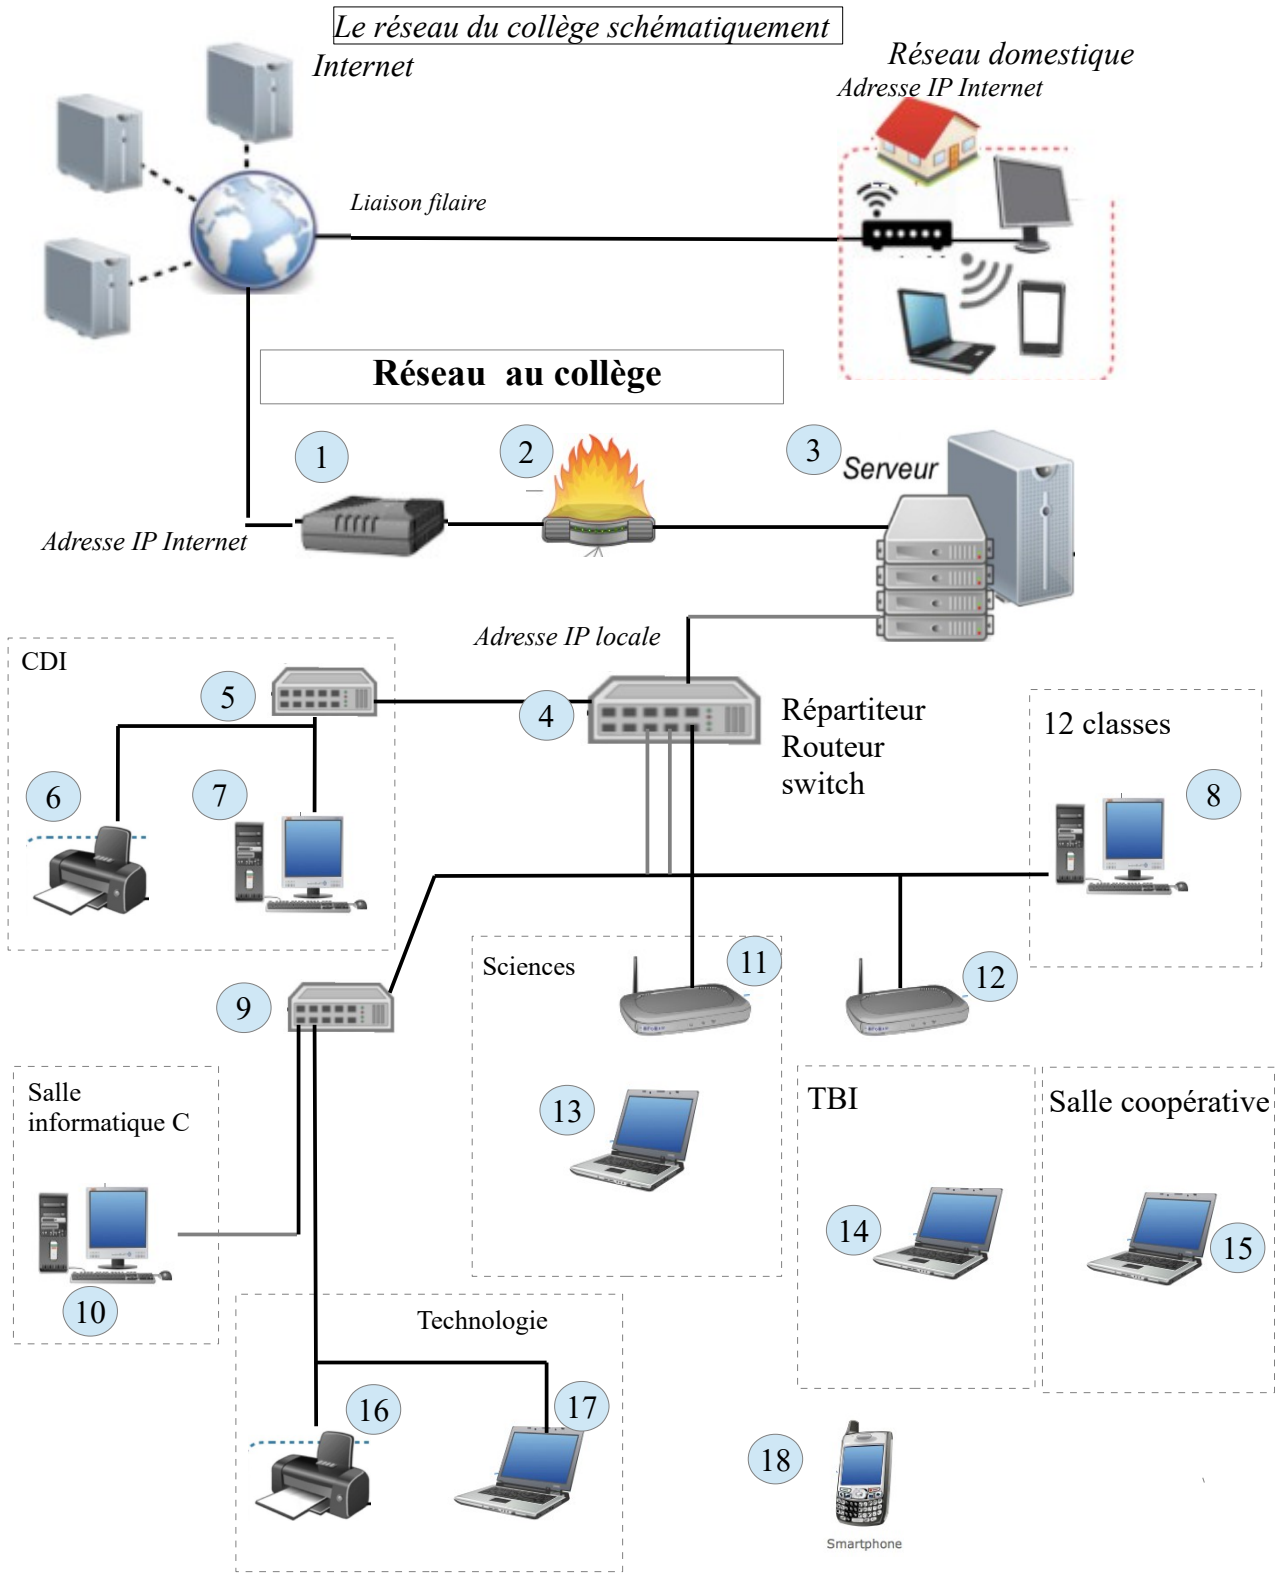 Le réseau du collège schématiquement
Internet
Réseau domestique
Adresse IP Internet
Liaison filaire
Réseau au collège
1
2
3
Serveur
Adresse IP Internet
Adresse IP locale
CDI
5
4
Répartiteur
Routeur
switch
12 classes
6
7
8
Sciences
11
12
9
Salle
informatique C
13
TBI
Salle coopérative
14
15
10
Technologie
16
17
18
Smartphone